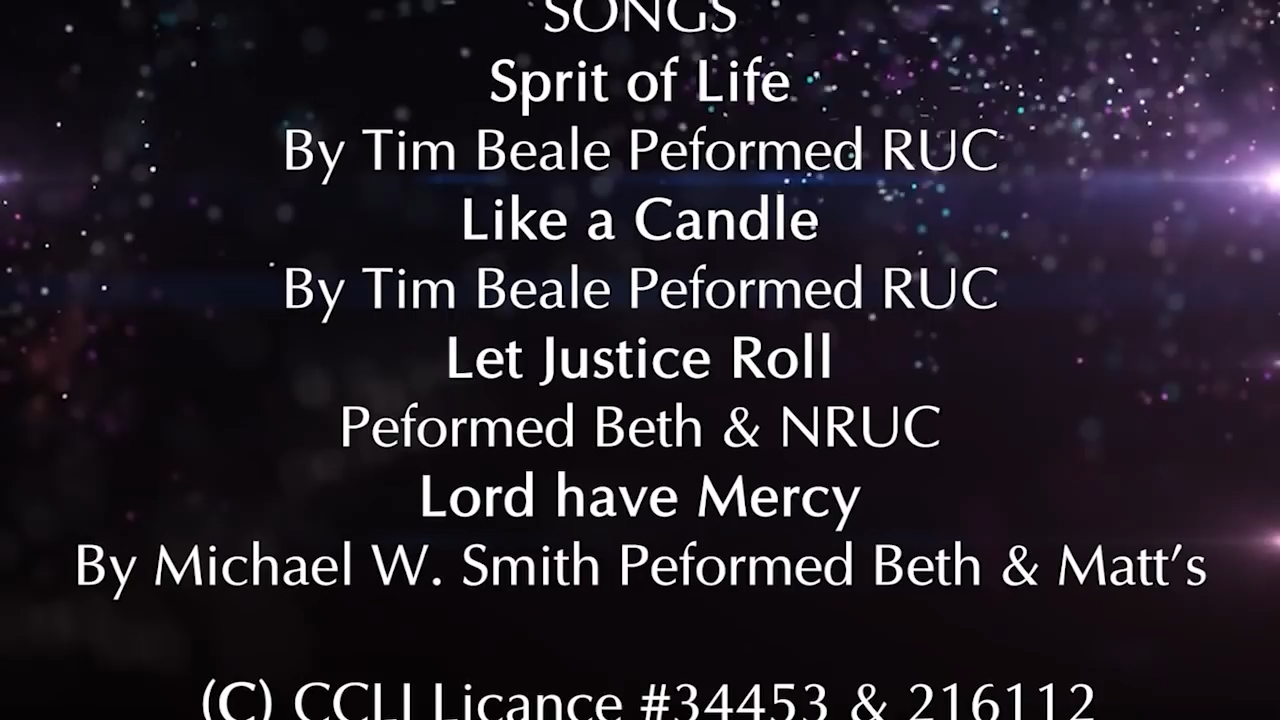 SONGS
Sprit of Life
By Tim Beale Peformed RUC
Like a Candle
By Tim Beale Peformed RUC
Let Justice Roll
Peformed Beth & NRUC
Lord have Mercy
By Michael W. Smith Peformed Beth & Matt’s
(C) CCLI Licance #34453 & 216112